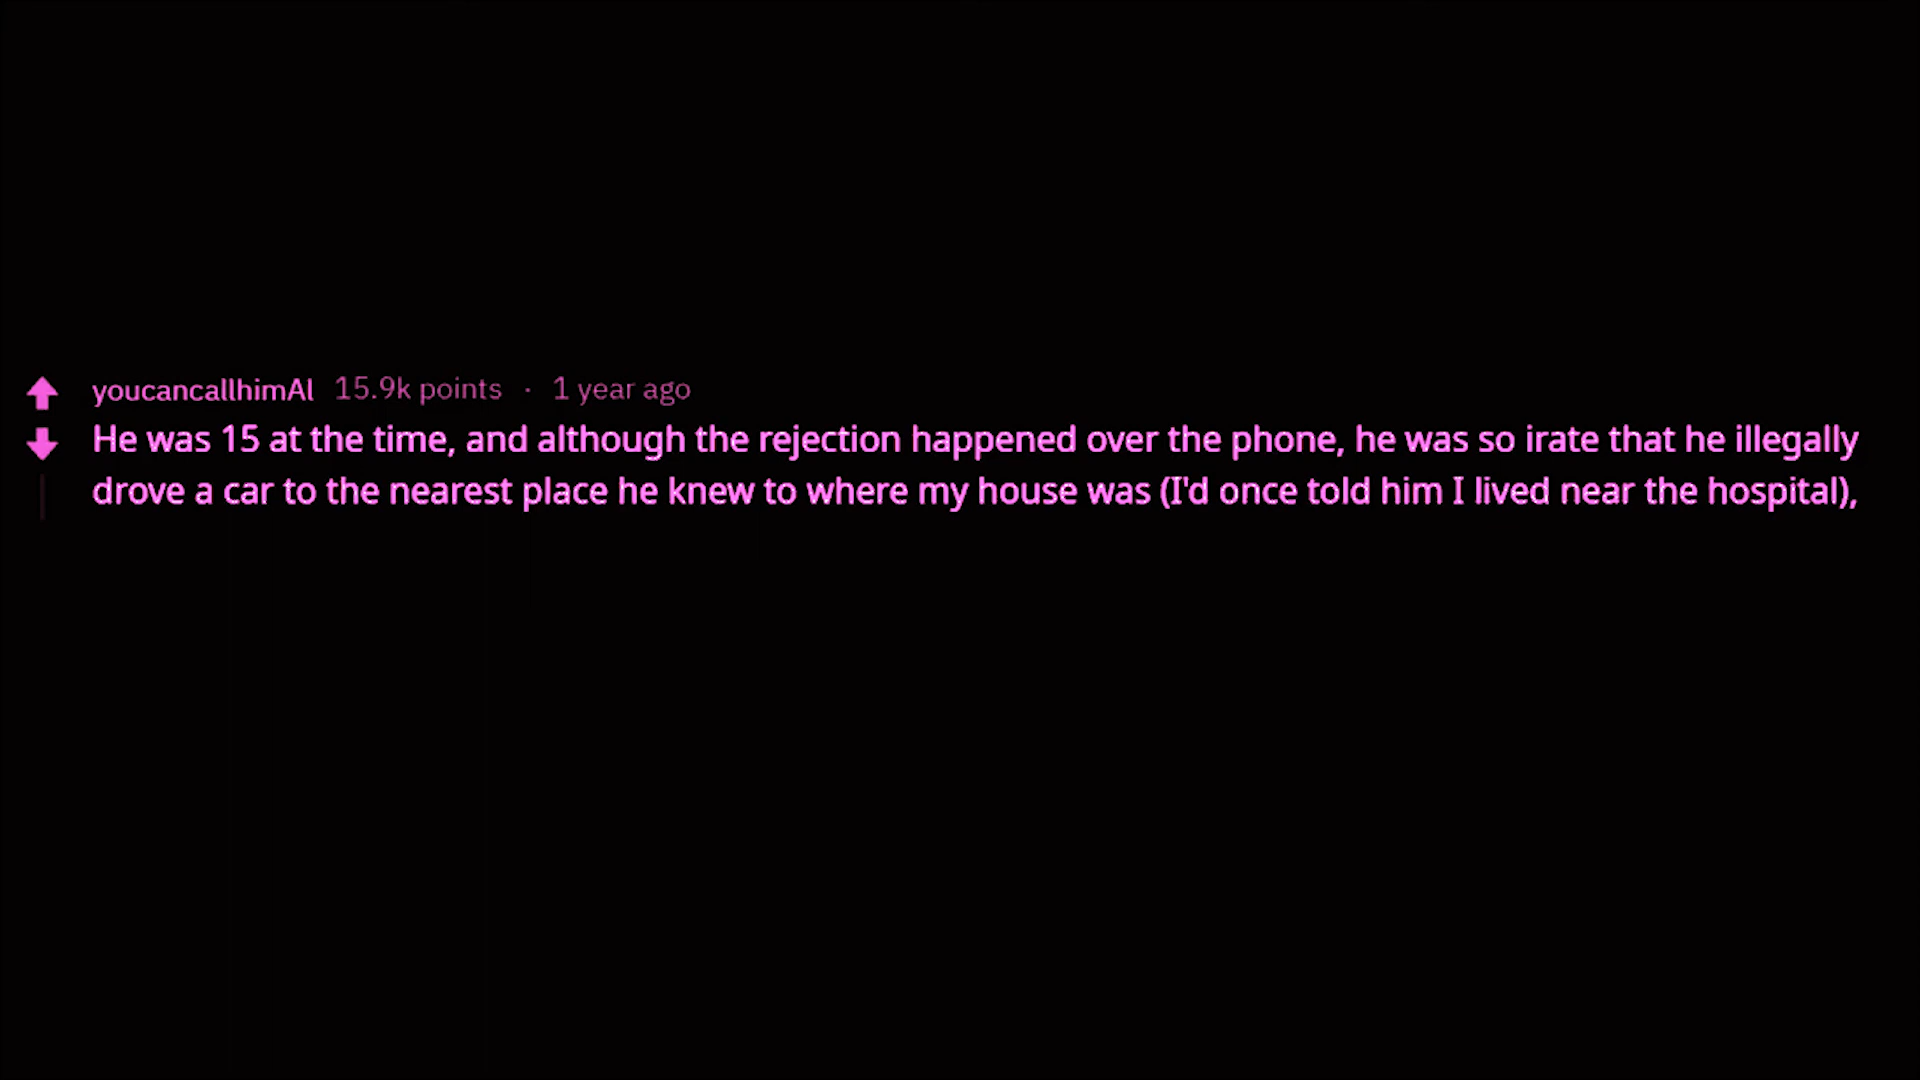 youcancallhimAl 15.9k points · 1 year ago
He was 15 at the time, and although the rejection happened over the phone, he was so irate that he illegally
drove a car to the nearest place he knew to where my house was (I'd once told him I lived near the hospital),